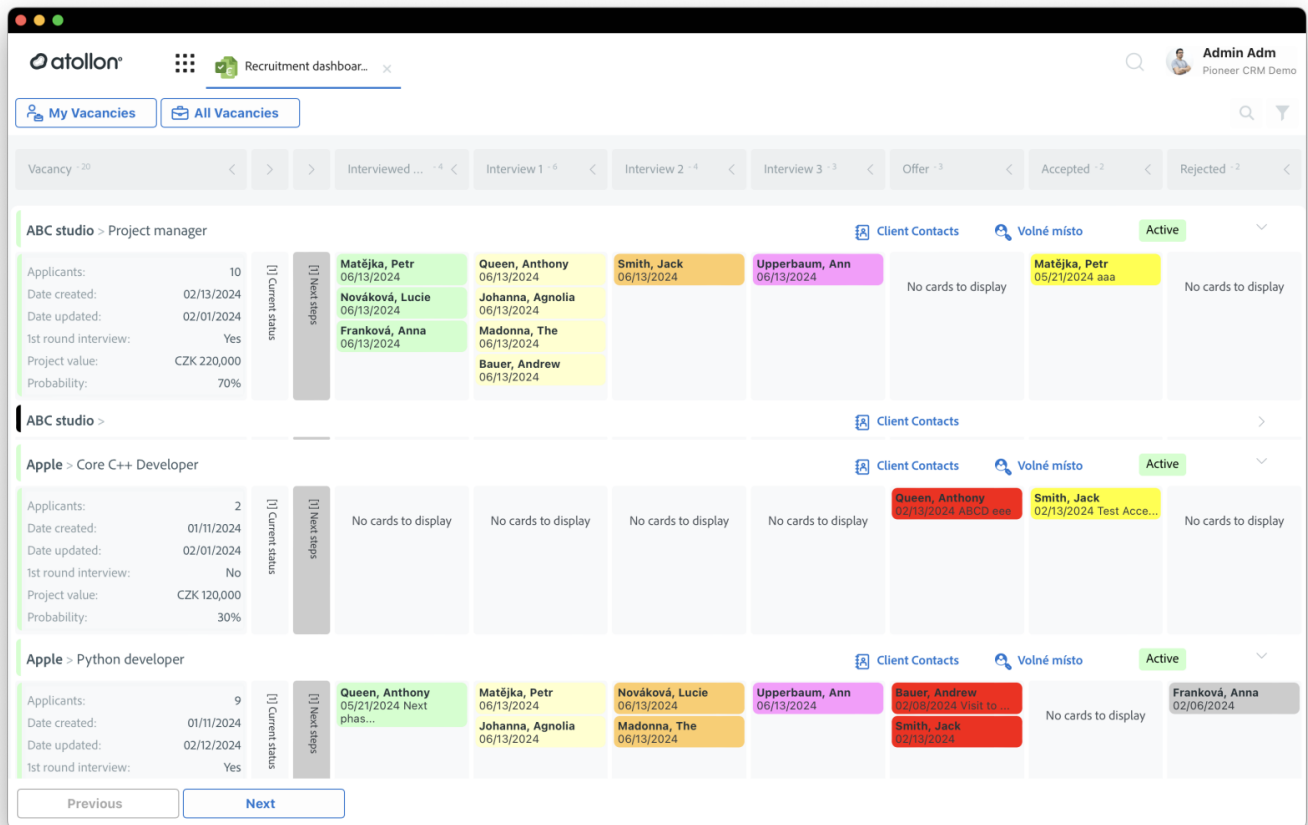 atollon
Recruitment dashboar...
Admin Adm
Pioneer CRM Demo
My Vacancies
All Vacancies
Vacancy - 20
Interviewed ... - 4
Interview 1 - 6
Interview 2 - 4
Interview 3 - 3
Offer - 3
Accepted - 2
Rejected - 2
ABC studio > Project manager
Client Contacts
Volné místo
Active
Applicants: 10
Date created: 02/13/2024
Date updated: 02/01/2024
1st round interview: Yes
Project value: CZK 220,000
Probability: 70%
[1] Current status
[1] Next steps
Matějka, Petr
06/13/2024
Nováková, Lucie
06/13/2024
Franková, Anna
06/13/2024
Queen, Anthony
06/13/2024
Johanna, Agnolia
06/13/2024
Madonna, The
06/13/2024
Bauer, Andrew
06/13/2024
Smith, Jack
06/13/2024
Upperbaum, Ann
06/13/2024
No cards to display
Matějka, Petr
05/21/2024 aaa
No cards to display
ABC studio >
Client Contacts
Apple > Core C++ Developer
Client Contacts
Volné místo
Active
Applicants: 2
Date created: 01/11/2024
Date updated: 02/01/2024
1st round interview: No
Project value: CZK 120,000
Probability: 30%
[1] Current status
[1] Next steps
No cards to display
No cards to display
No cards to display
No cards to display
Queen, Anthony
02/13/2024 ABCD eee
Smith, Jack
02/13/2024 Test Acce...
No cards to display
Apple > Python developer
Client Contacts
Volné místo
Active
Applicants: 9
Date created: 01/11/2024
Date updated: 02/12/2024
1st round interview: Yes
[1] Current status
[1] Next steps
Queen, Anthony
05/21/2024 Next
phas...
Matějka, Petr
06/13/2024
Johanna, Agnolia
06/13/2024
Nováková, Lucie
06/13/2024
Madonna, The
06/13/2024
Upperbaum, Ann
06/13/2024
Bauer, Andrew
02/08/2024 Visit to ...
Smith, Jack
02/13/2024
No cards to display
Franková, Anna
02/06/2024
Previous
Next